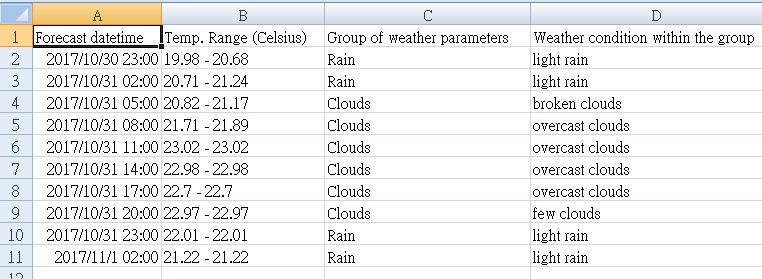 A B C D
1 Forecast datetime Temp. Range (Celsius) Group of weather parameters Weather condition within the group
2 2017/10/30 23:00 19.98 - 20.68 Rain light rain
3 2017/10/31 02:00 20.71 - 21.24 Rain light rain
4 2017/10/31 05:00 20.82 - 21.17 Clouds broken clouds
5 2017/10/31 08:00 21.71 - 21.89 Clouds overcast clouds
6 2017/10/31 11:00 23.02 - 23.02 Clouds overcast clouds
7 2017/10/31 14:00 22.98 - 22.98 Clouds overcast clouds
8 2017/10/31 17:00 22.7 - 22.7 Clouds overcast clouds
9 2017/10/31 20:00 22.97 - 22.97 Clouds few clouds
10 2017/10/31 23:00 22.01 - 22.01 Rain light rain
11 2017/11/1 02:00 21.22 - 21.22 Rain light rain